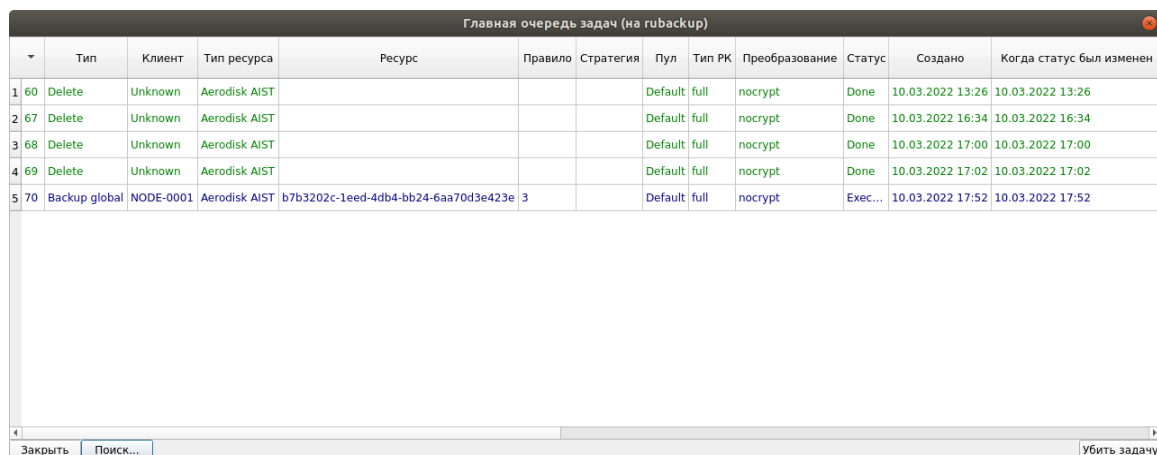 Главная очередь задач (на rubackup)
Тип Клиент Тип ресурса Ресурс Правило Стратегия Пул Тип РК Преобразование Статус Создано Когда статус был изменен
1 60 Delete Unknown Aerodisk AIST Default full nocrypt Done 10.03.2022 13:26 10.03.2022 13:26
2 67 Delete Unknown Aerodisk AIST Default full nocrypt Done 10.03.2022 16:34 10.03.2022 16:34
3 68 Delete Unknown Aerodisk AIST Default full nocrypt Done 10.03.2022 17:00 10.03.2022 17:00
4 69 Delete Unknown Aerodisk AIST Default full nocrypt Done 10.03.2022 17:02 10.03.2022 17:02
5 70 Backup global NODE-0001 Aerodisk AIST b7b3202c-1eed-4db4-bb24-6aa70d3e423e 3 Default full nocrypt Exec... 10.03.2022 17:52 10.03.2022 17:52
Закрыть Поиск... Убить задачу